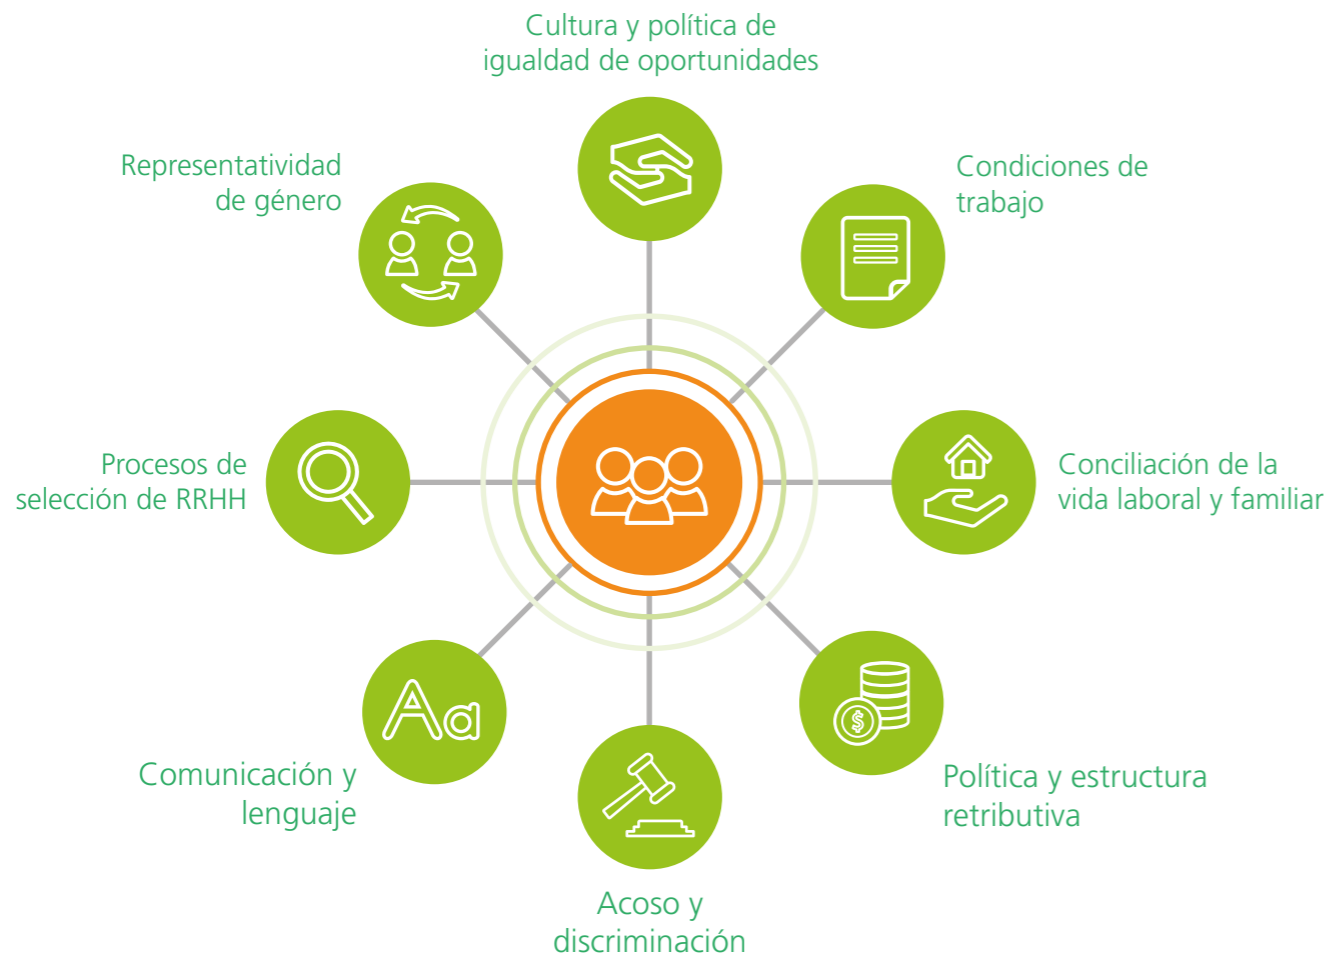 Cultura y política de
igualdad de oportunidades
Condiciones de
trabajo
Conciliación de la
vida laboral y familiar
Política y estructura
retributiva
Acoso y
discriminación
Comunicación y
lenguaje
Procesos de
selección de RRHH
Representatividad
de género
Aa
$